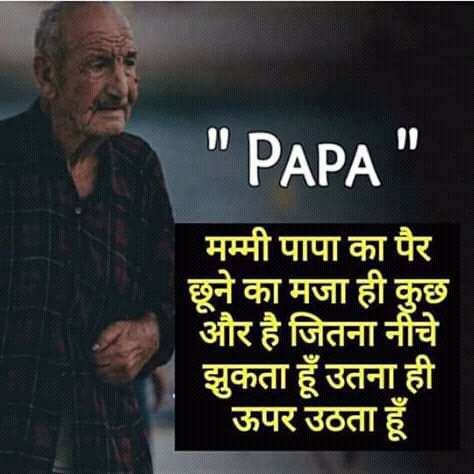 " PAPA "
मम्मी पापा का पैर
छूने का मजा ही कुछ
और है जितना नीचे
झुकता हूँ उतना ही
ऊपर उठता हूँ